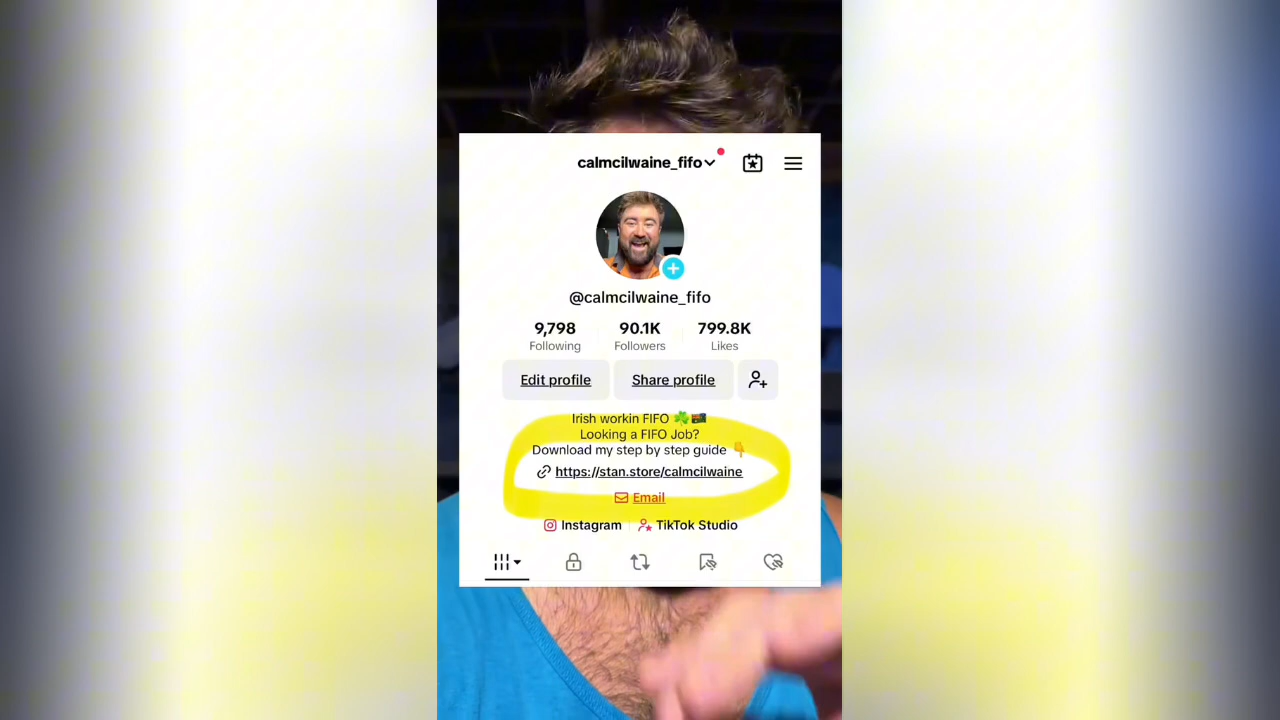 calmcilwaine_fifo
@calmcilwaine_fifo
9,798 90.1K 799.8K
Following Followers Likes
Edit profile Share profile
Irish workin FIFO ☘️🇦🇺
Looking a FIFO Job?
Download my step by step guide 👇
https://stan.store/calmcilwaine
Email
Instagram TikTok Studio